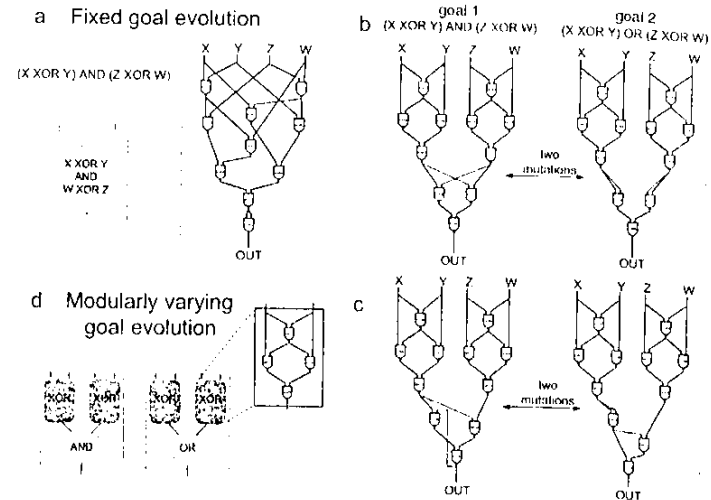 a Fixed goal evolution
(X XOR Y) AND (Z XOR W)
X Y Z W
X XOR Y
AND
W XOR Z
OUT
b
goal 1
(X XOR Y) AND (Z XOR W)
X Y Z W
OUT
two
mutations
goal 2
(X XOR Y) OR (Z XOR W)
X Y Z W
OUT
c
X Y Z W
OUT
two
mutations
X Y Z W
OUT
d Modularly varying
goal evolution
XOR XOR XOR XOR
AND OR